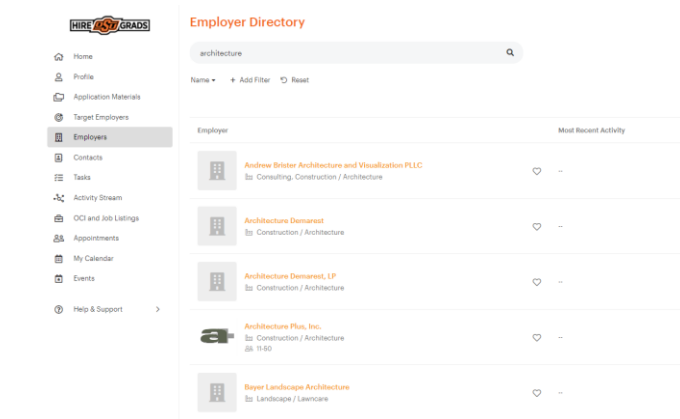 HIRE OSU GRADS
Home
Profile
Application Materials
Target Employers
Employers
Contacts
Tasks
Activity Stream
OCI and Job Listings
Appointments
My Calendar
Events
Help & Support
Employer Directory
architecture
Name + Add Filter Reset
Employer Most Recent Activity
Andrew Brister Architecture and Visualization PLLC
Consulting, Construction / Architecture
--
Architecture Demarest
Construction / Architecture
--
Architecture Demarest, LP
Construction / Architecture
--
a+
Architecture Plus, Inc.
Construction / Architecture
11-50
--
Bayer Landscape Architecture
Landscape / Lawncare
--